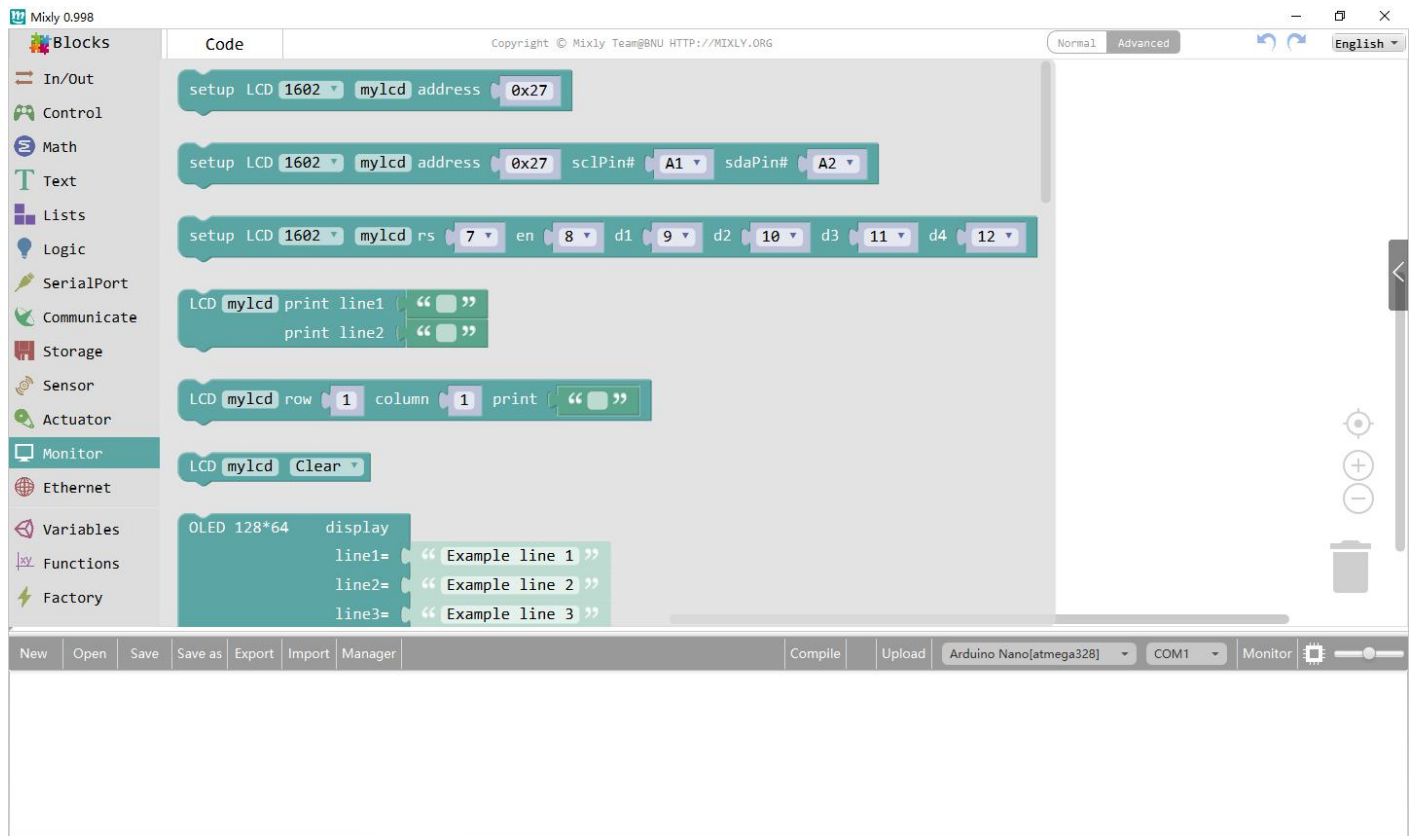 Mixly 0.998
Blocks
Code
Copyright © Mixly Team@BNU HTTP://MIXLY.ORG
Normal Advanced
English
In/Out
Control
Math
Text
Lists
Logic
SerialPort
Communicate
Storage
Sensor
Actuator
Monitor
Ethernet
Variables
xy Functions
Factory
setup LCD 1602 mylcd address 0x27
setup LCD 1602 mylcd address 0x27 sclPin# A1 sdaPin# A2
setup LCD 1602 mylcd rs 7 en 8 d1 9 d2 10 d3 11 d4 12
LCD mylcd print line1 “ ”
print line2 “ ”
LCD mylcd row 1 column 1 print “ ”
LCD mylcd Clear
OLED 128*64 display
line1= “ Example line 1 ”
line2= “ Example line 2 ”
line3= “ Example line 3 ”
New Open Save Save as Export Import Manager Compile Upload Arduino Nano[atmega328] COM1 Monitor